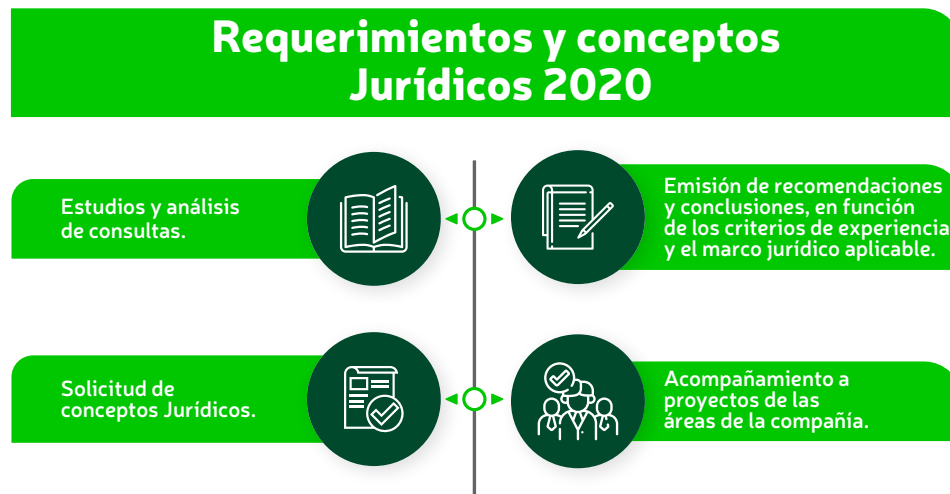 Requerimientos y conceptos
Jurídicos 2020
Estudios y análisis
de consultas.
Emisión de recomendaciones
y conclusiones, en función
de los criterios de experiencia
y el marco jurídico aplicable.
Solicitud de
conceptos Jurídicos.
Acompañamiento a
proyectos de las
áreas de la compañía.